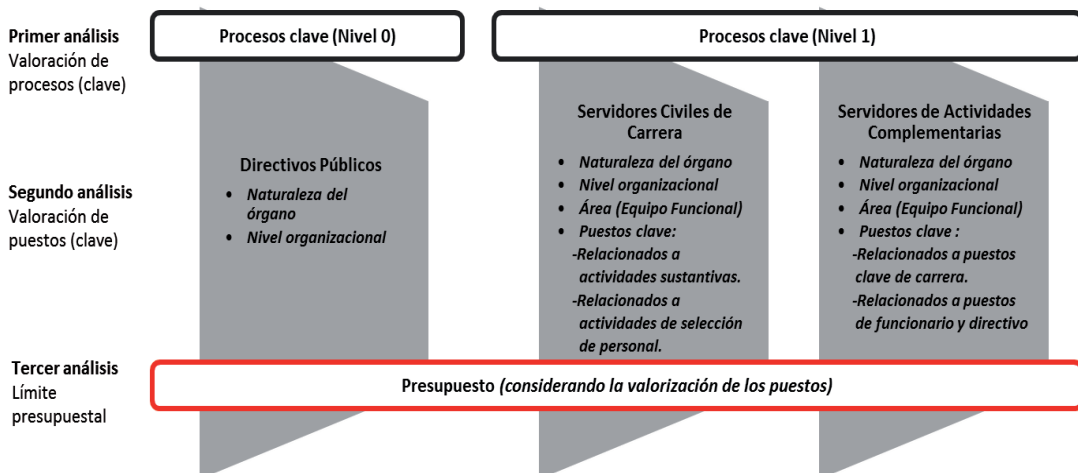 Primer análisis
Valoración de
procesos (clave)
Procesos clave (Nivel 0)
Procesos clave (Nivel 1)
Segundo análisis
Valoración de
puestos (clave)
Directivos Públicos
• Naturaleza del
órgano
• Nivel organizacional
Servidores Civiles de
Carrera
• Naturaleza del órgano
• Nivel organizacional
• Área (Equipo Funcional)
• Puestos clave:
-Relacionados a
actividades sustantivas.
-Relacionados a
actividades de selección
de personal.
Servidores de Actividades
Complementarias
• Naturaleza del órgano
• Nivel organizacional
• Área (Equipo Funcional)
• Puestos clave :
-Relacionados a puestos
clave de carrera.
-Relacionados a puestos
de funcionario y directivo
Tercer análisis
Límite
presupuestal
Presupuesto (considerando la valorización de los puestos)